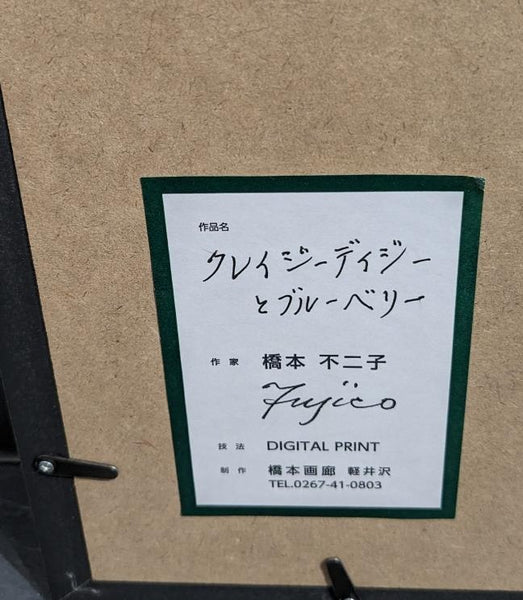 作品名
クレイジーデイジー
とブルーベリー
作家 橋本 不二子
Fujico
技法 DIGITAL PRINT
制作 橋本画廊 軽井沢
TEL.0267-41-0803